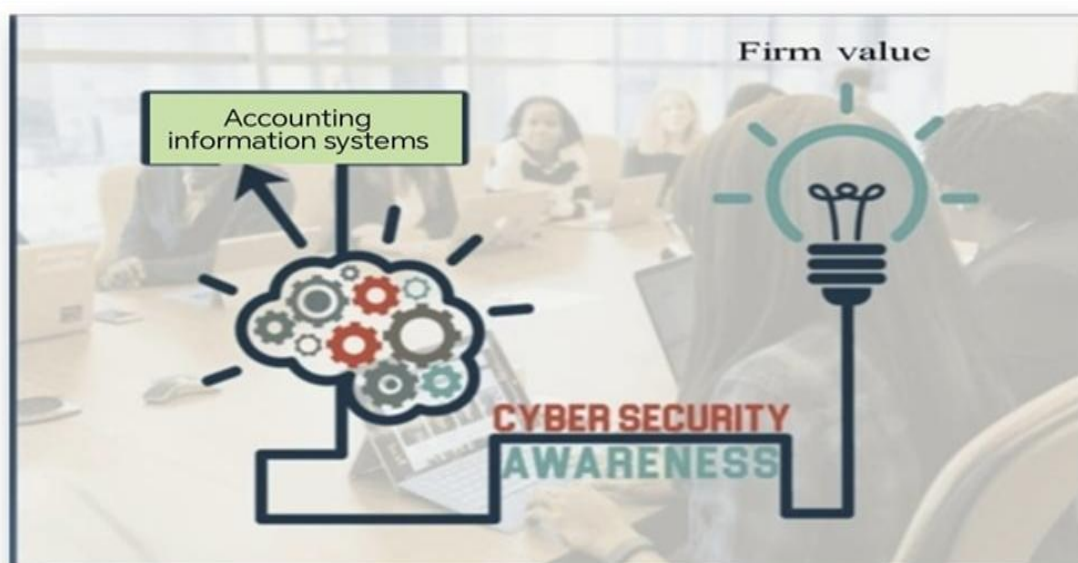 Firm value
Accounting
information systems
CYBER SECURITY
AWARENESS